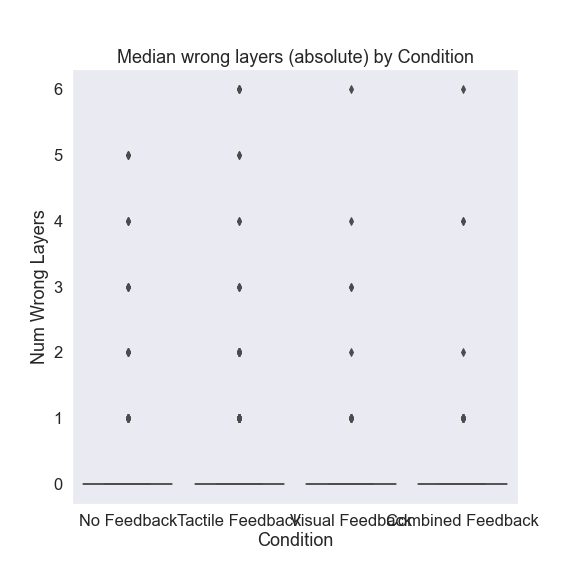 Median wrong layers (absolute) by Condition
Num Wrong Layers
6
5
4
3
2
1
0
No Feedback Tactile Feedback Visual Feedback Combined Feedback
Condition